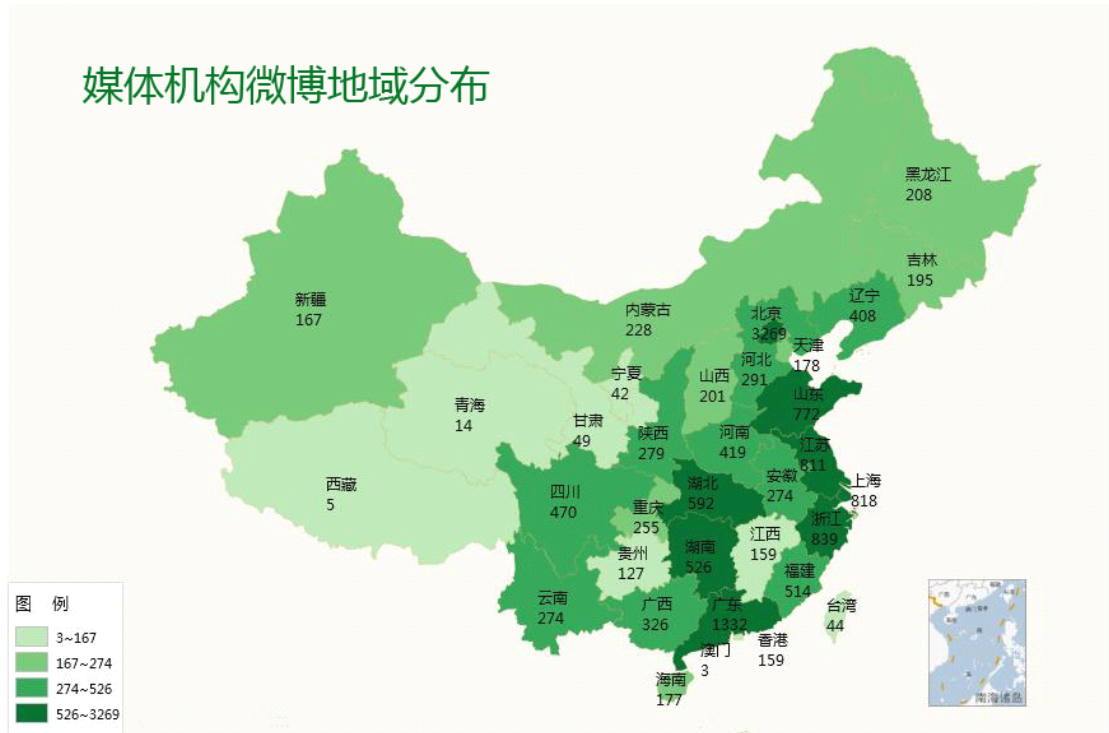 媒体机构微博地域分布
黑龙江
208
吉林
195
辽宁
408
新疆
167
内蒙古
228
北京
3269
天津
178
河北
291
山西
201
宁夏
42
山东
772
青海
14
甘肃
49
陕西
279
河南
419
江苏
811
西藏
5
四川
470
湖北
592
安徽
274
上海
818
重庆
255
浙江
839
贵州
127
湖南
526
江西
159
福建
514
云南
274
广西
326
广东
1332
台湾
44
香港
159
澳门
3
海南
177
图 例
3~167
167~274
274~526
526~3269
南海诸岛